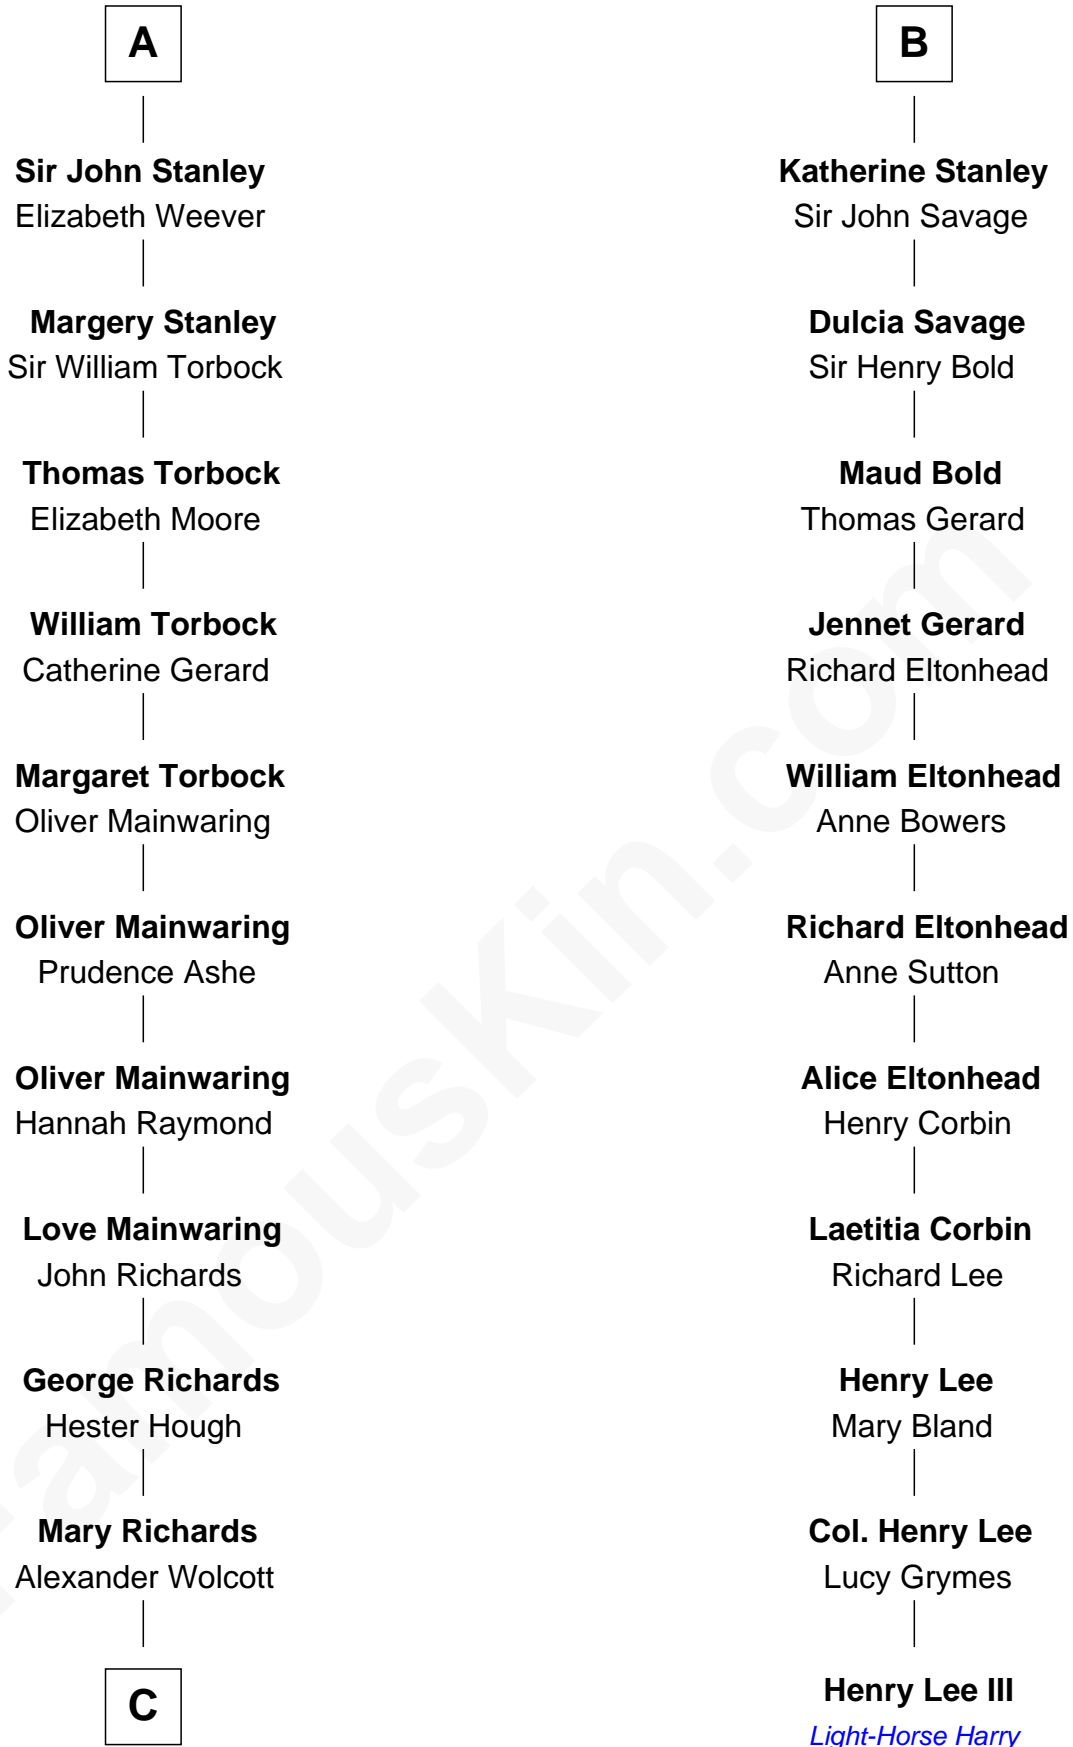 A
Sir John Stanley
Elizabeth Weever
Margery Stanley
Sir William Torbock
Thomas Torbock
Elizabeth Moore
William Torbock
Catherine Gerard
Margaret Torbock
Oliver Mainwaring
Oliver Mainwaring
Prudence Ashe
Oliver Mainwaring
Hannah Raymond
Love Mainwaring
John Richards
George Richards
Hester Hough
Mary Richards
Alexander Wolcott
C
B
Katherine Stanley
Sir John Savage
Dulcia Savage
Sir Henry Bold
Maud Bold
Thomas Gerard
Jennet Gerard
Richard Eltonhead
William Eltonhead
Anne Bowers
Richard Eltonhead
Anne Sutton
Alice Eltonhead
Henry Corbin
Laetitia Corbin
Richard Lee
Henry Lee
Mary Bland
Col. Henry Lee
Lucy Grymes
Henry Lee III
Light-Horse Harry
FamousKin.com